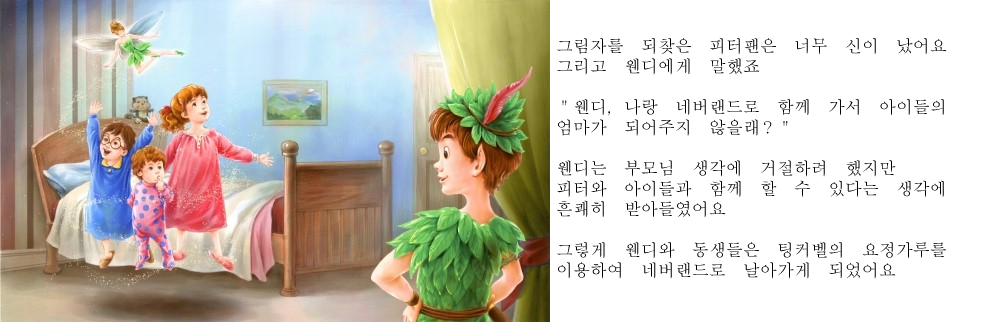 그림자를 되찾은 피터팬은 너무 신이 났어요
그리고 웬디에게 말했죠
" 웬디, 나랑 네버랜드로 함께 가서 아이들의
엄마가 되어주지 않을래? "
웬디는 부모님 생각에 거절하려 했지만
피터와 아이들과 함께 할 수 있다는 생각에
흔쾌히 받아들였어요
그렇게 웬디와 동생들은 팅커벨의 요정가루를
이용하여 네버랜드로 날아가게 되었어요